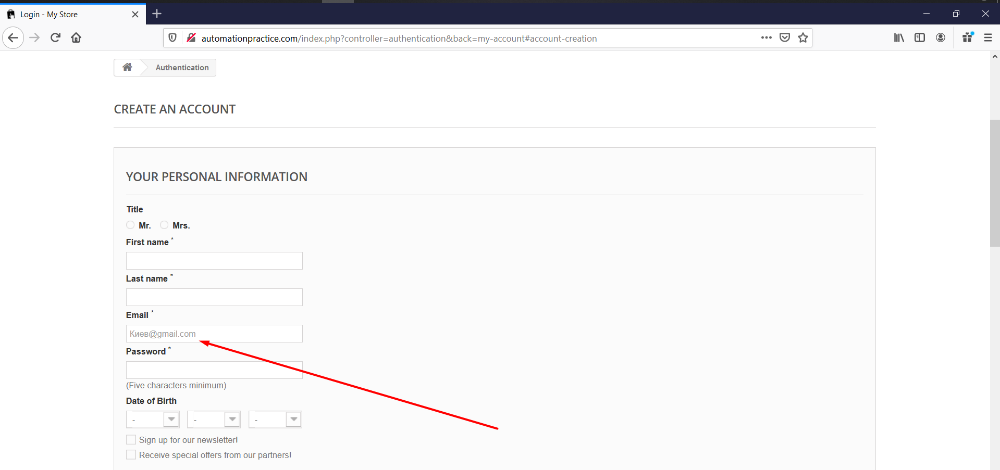 Login - My Store
automationpractice.com/index.php?controller=authentication&back=my-account#account-creation
Authentication
CREATE AN ACCOUNT
YOUR PERSONAL INFORMATION
Title
Mr. Mrs.
First name *
Last name *
Email *
Киев@gmail.com
Password *
(Five characters minimum)
Date of Birth
- - -
Sign up for our newsletter!
Receive special offers from our partners!